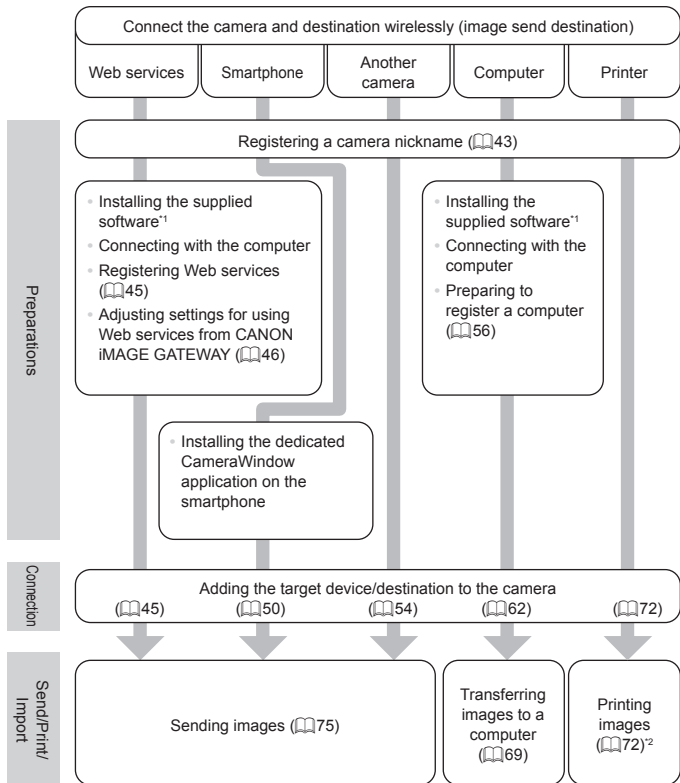 Connect the camera and destination wirelessly (image send destination)
Web services
Smartphone
Another
camera
Computer
Printer
Preparations
Registering a camera nickname (📖43)
• Installing the supplied
software*1
• Connecting with the computer
• Registering Web services
(📖45)
• Adjusting settings for using
Web services from CANON
iMAGE GATEWAY (📖46)
• Installing the
supplied software*1
• Connecting with the
computer
• Preparing to
register a computer
(📖56)
• Installing the dedicated
CameraWindow
application on the
smartphone
Connection
Adding the target device/destination to the camera
(📖45)
(📖50)
(📖54)
(📖62)
(📖72)
Send/Print/
Import
Sending images (📖75)
Transferring
images to a
computer
(📖69)
Printing
images
(📖72)*2